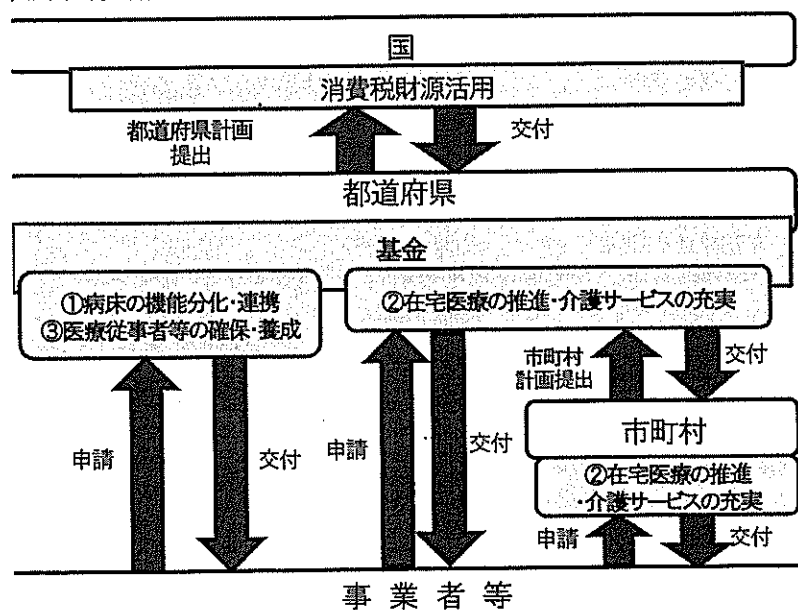 国
消費税財源活用
都道府県計画
提出
交付
都道府県
基金
①病床の機能分化･連携
③医療従事者等の確保･養成
②在宅医療の推進･介護サービスの充実
市町村
計画提出
交付
市町村
②在宅医療の推進
･介護サービスの充実
申請
交付
申請
交付
申請
交付
事業者等